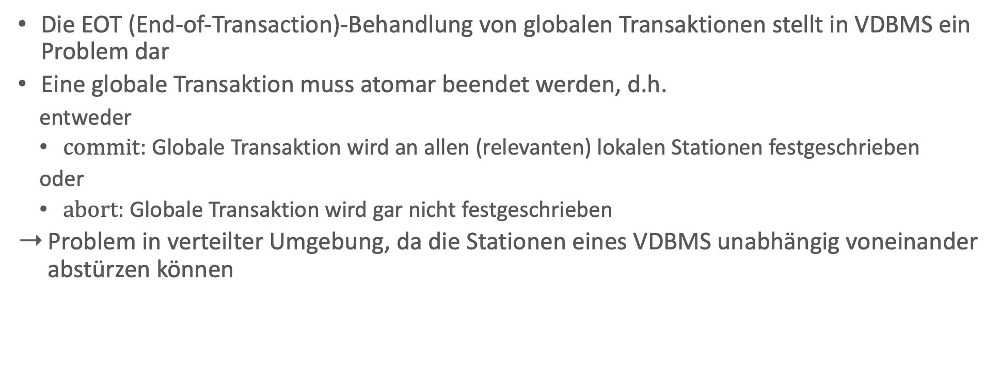 • Die EOT (End-of-Transaction)-Behandlung von globalen Transaktionen stellt in VDBMS ein
Problem dar
• Eine globale Transaktion muss atomar beendet werden, d.h.
entweder
• commit: Globale Transaktion wird an allen (relevanten) lokalen Stationen festgeschrieben
oder
• abort: Globale Transaktion wird gar nicht festgeschrieben
→ Problem in verteilter Umgebung, da die Stationen eines VDBMS unabhängig voneinander
abstürzen können